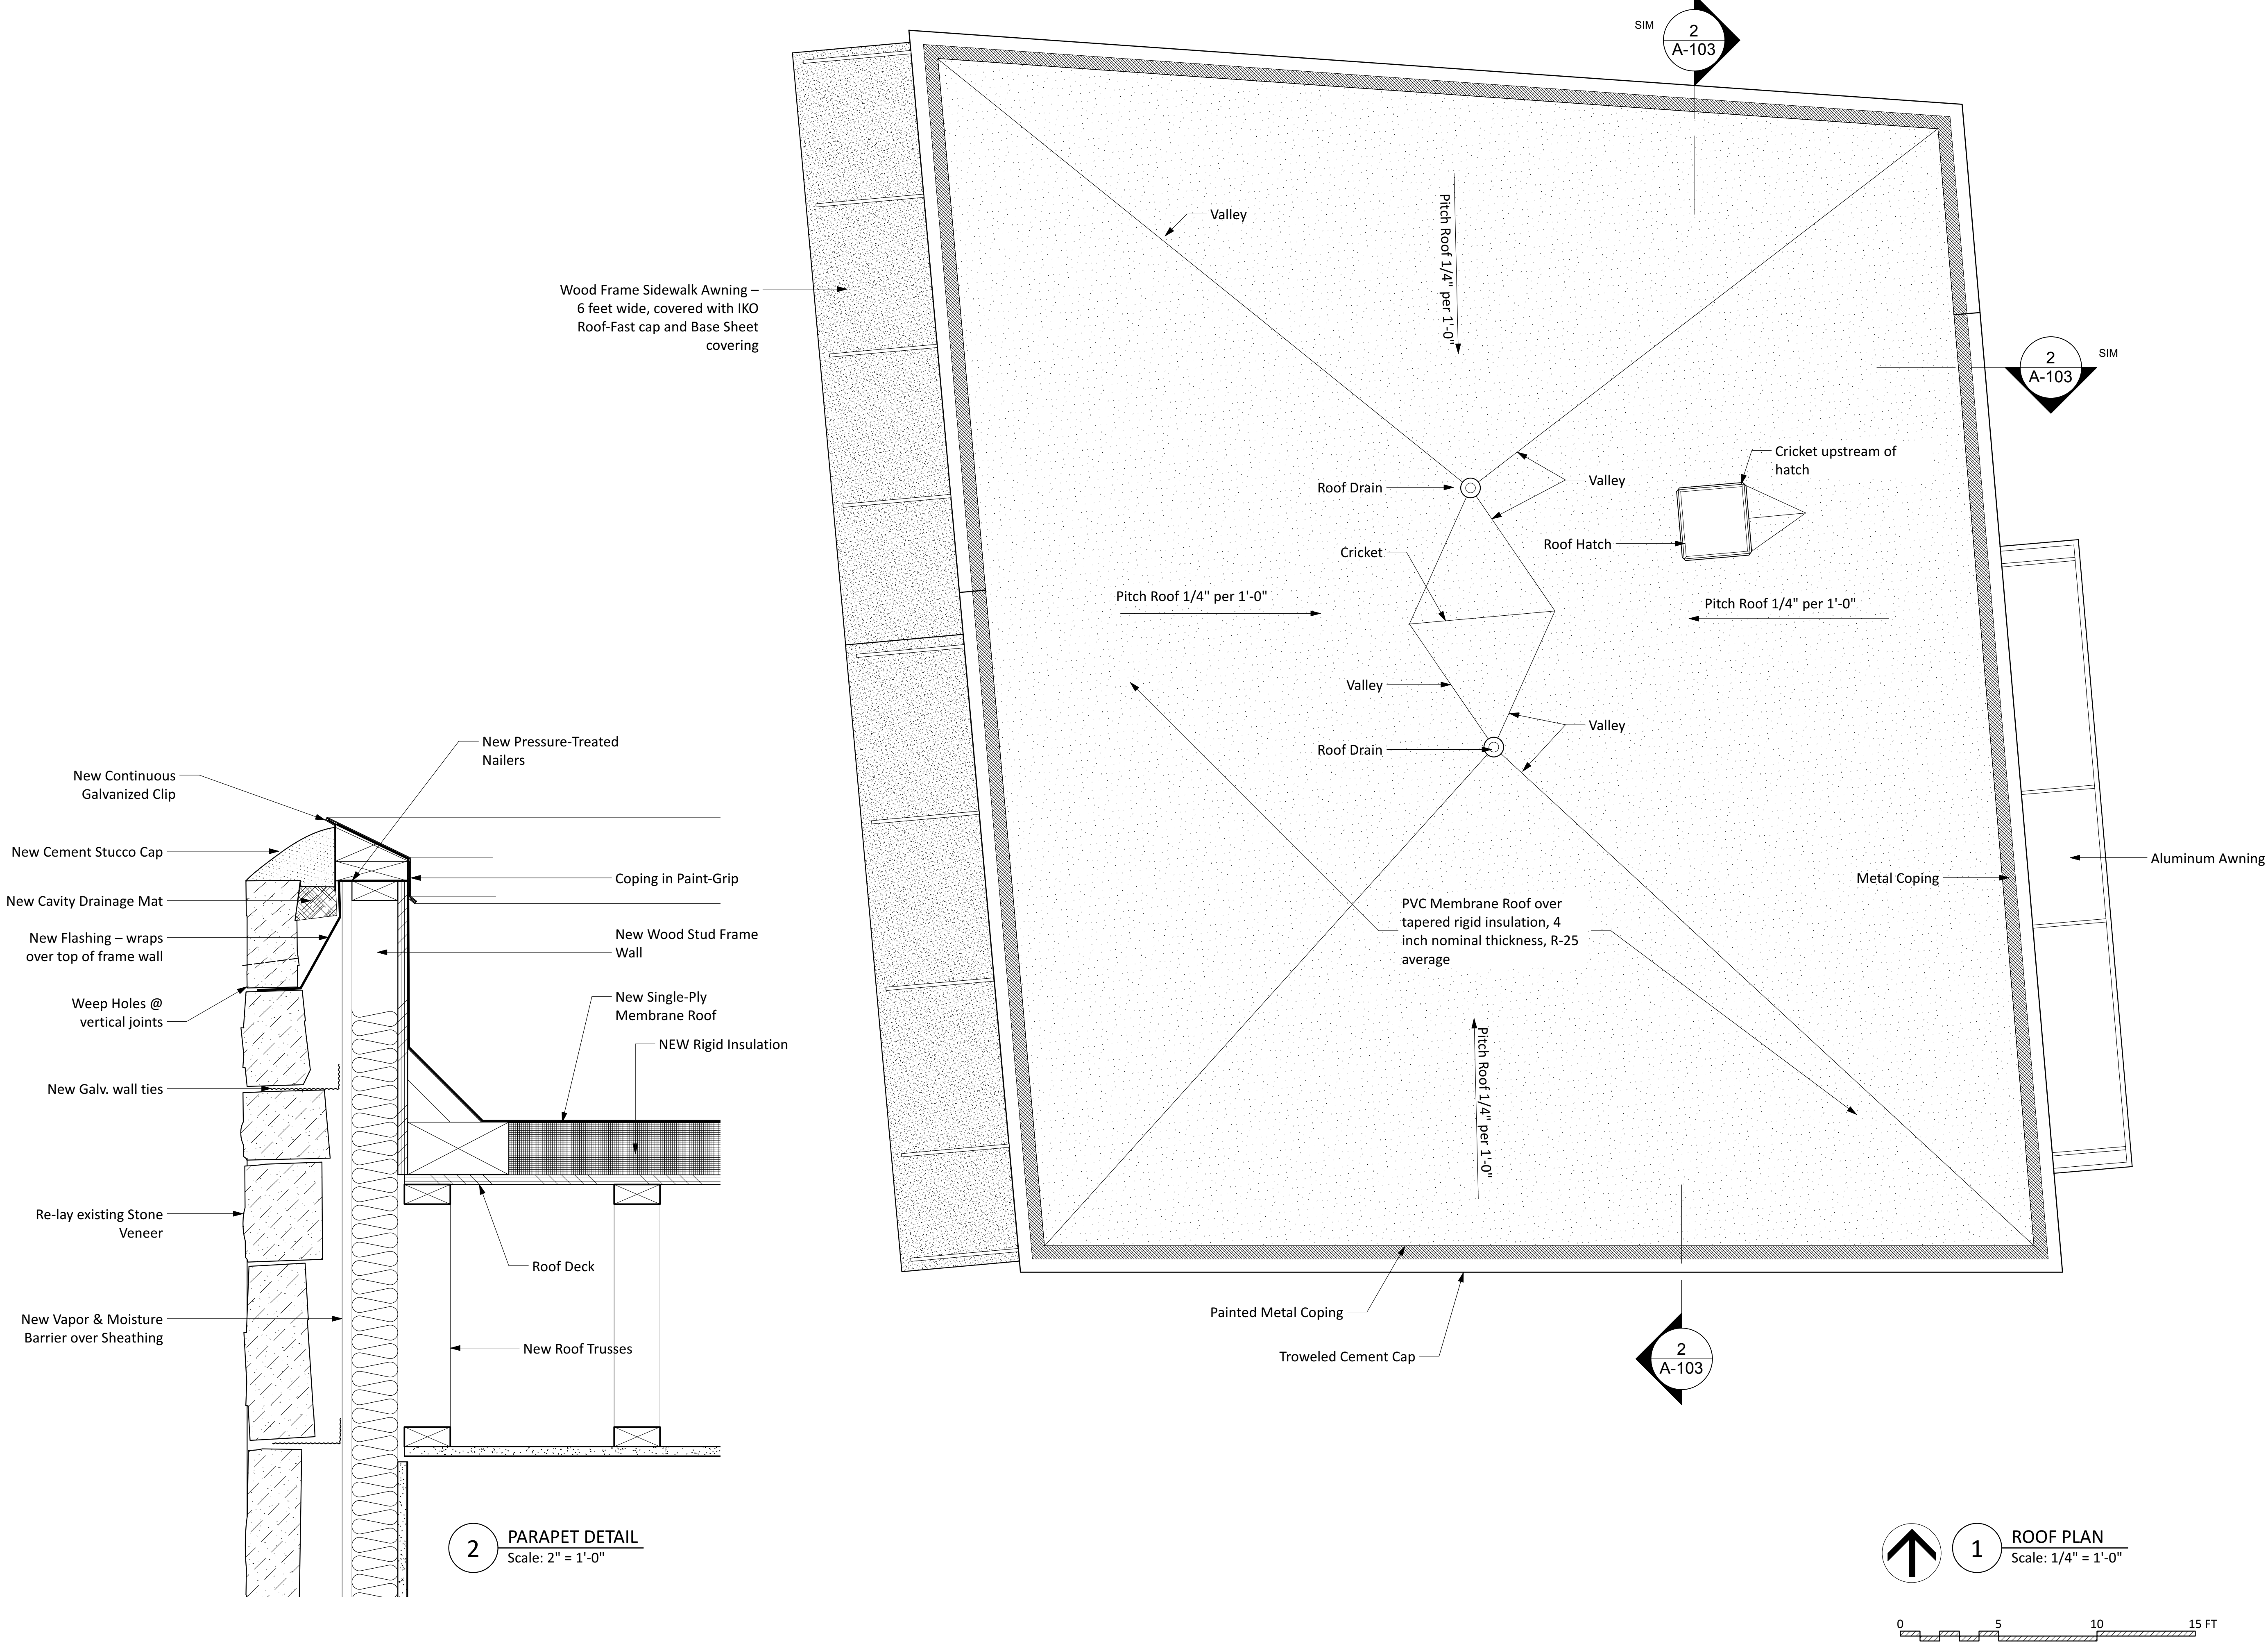 SIM
2
A-103
Valley
Pitch Roof 1/4" per 1'-0"
Wood Frame Sidewalk Awning –
6 feet wide, covered with IKO
Roof-Fast cap and Base Sheet
covering
2
A-103
SIM
Cricket upstream of
hatch
Roof Drain
Valley
Roof Hatch
Cricket
Pitch Roof 1/4" per 1'-0"
Pitch Roof 1/4" per 1'-0"
Valley
Valley
Roof Drain
Aluminum Awning
Metal Coping
PVC Membrane Roof over
tapered rigid insulation, 4
inch nominal thickness, R-25
average
Pitch Roof 1/4" per 1'-0"
Painted Metal Coping
Troweled Cement Cap
2
A-103
New Pressure-Treated
Nailers
New Continuous
Galvanized Clip
New Cement Stucco Cap
Coping in Paint-Grip
New Cavity Drainage Mat
New Flashing – wraps
over top of frame wall
New Wood Stud Frame
Wall
Weep Holes @
vertical joints
New Single-Ply
Membrane Roof
NEW Rigid Insulation
New Galv. wall ties
Re-lay existing Stone
Veneer
Roof Deck
New Vapor & Moisture
Barrier over Sheathing
New Roof Trusses
2
PARAPET DETAIL
Scale: 2" = 1'-0"
1
ROOF PLAN
Scale: 1/4" = 1'-0"
0 5 10 15 FT